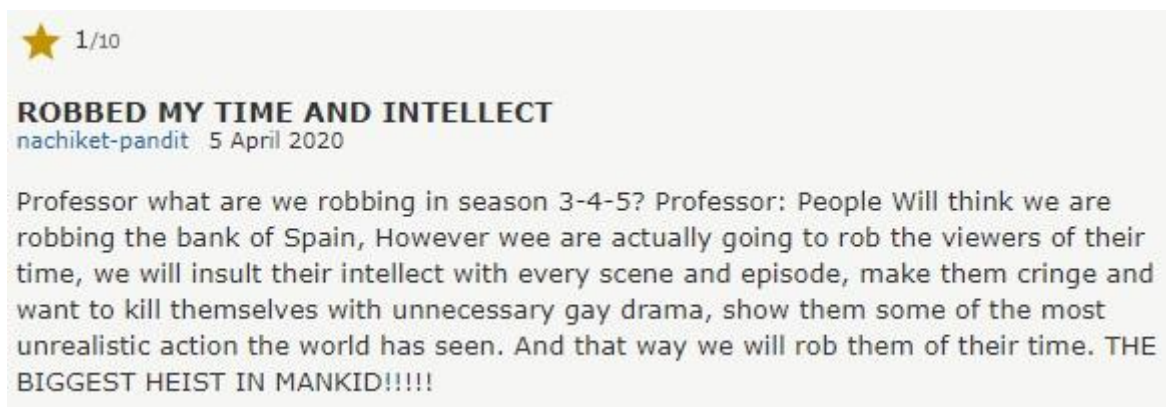 1/10
ROBBED MY TIME AND INTELLECT
nachiket-pandit 5 April 2020
Professor what are we robbing in season 3-4-5? Professor: People Will think we are
robbing the bank of Spain, However wee are actually going to rob the viewers of their
time, we will insult their intellect with every scene and episode, make them cringe and
want to kill themselves with unnecessary gay drama, show them some of the most
unrealistic action the world has seen. And that way we will rob them of their time. THE
BIGGEST HEIST IN MANKID!!!!!